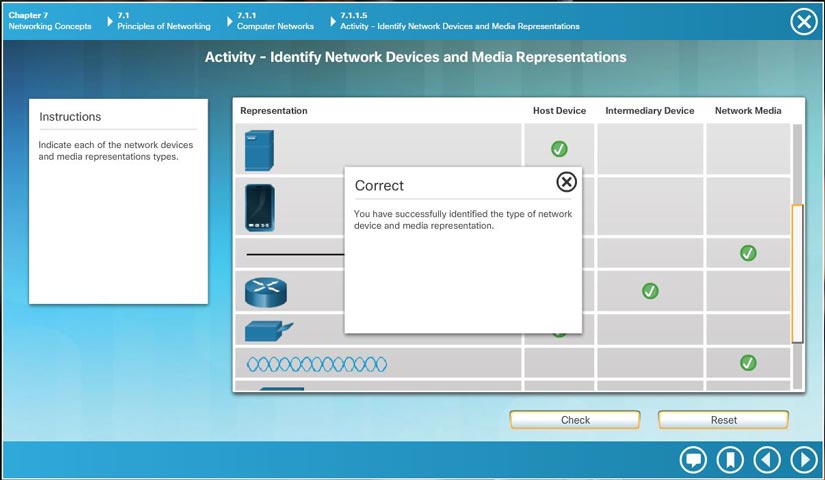 Chapter 7
Networking Concepts
7.1
Principles of Networking
7.1.1
Computer Networks
7.1.1.5
Activity – Identify Network Devices and Media Representations
Activity – Identify Network Devices and Media Representations
Instructions
Indicate each of the network devices
and media representations types.
Representation Host Device Intermediary Device Network Media
Correct
You have successfully identified the type of network
device and media representation.
Check Reset